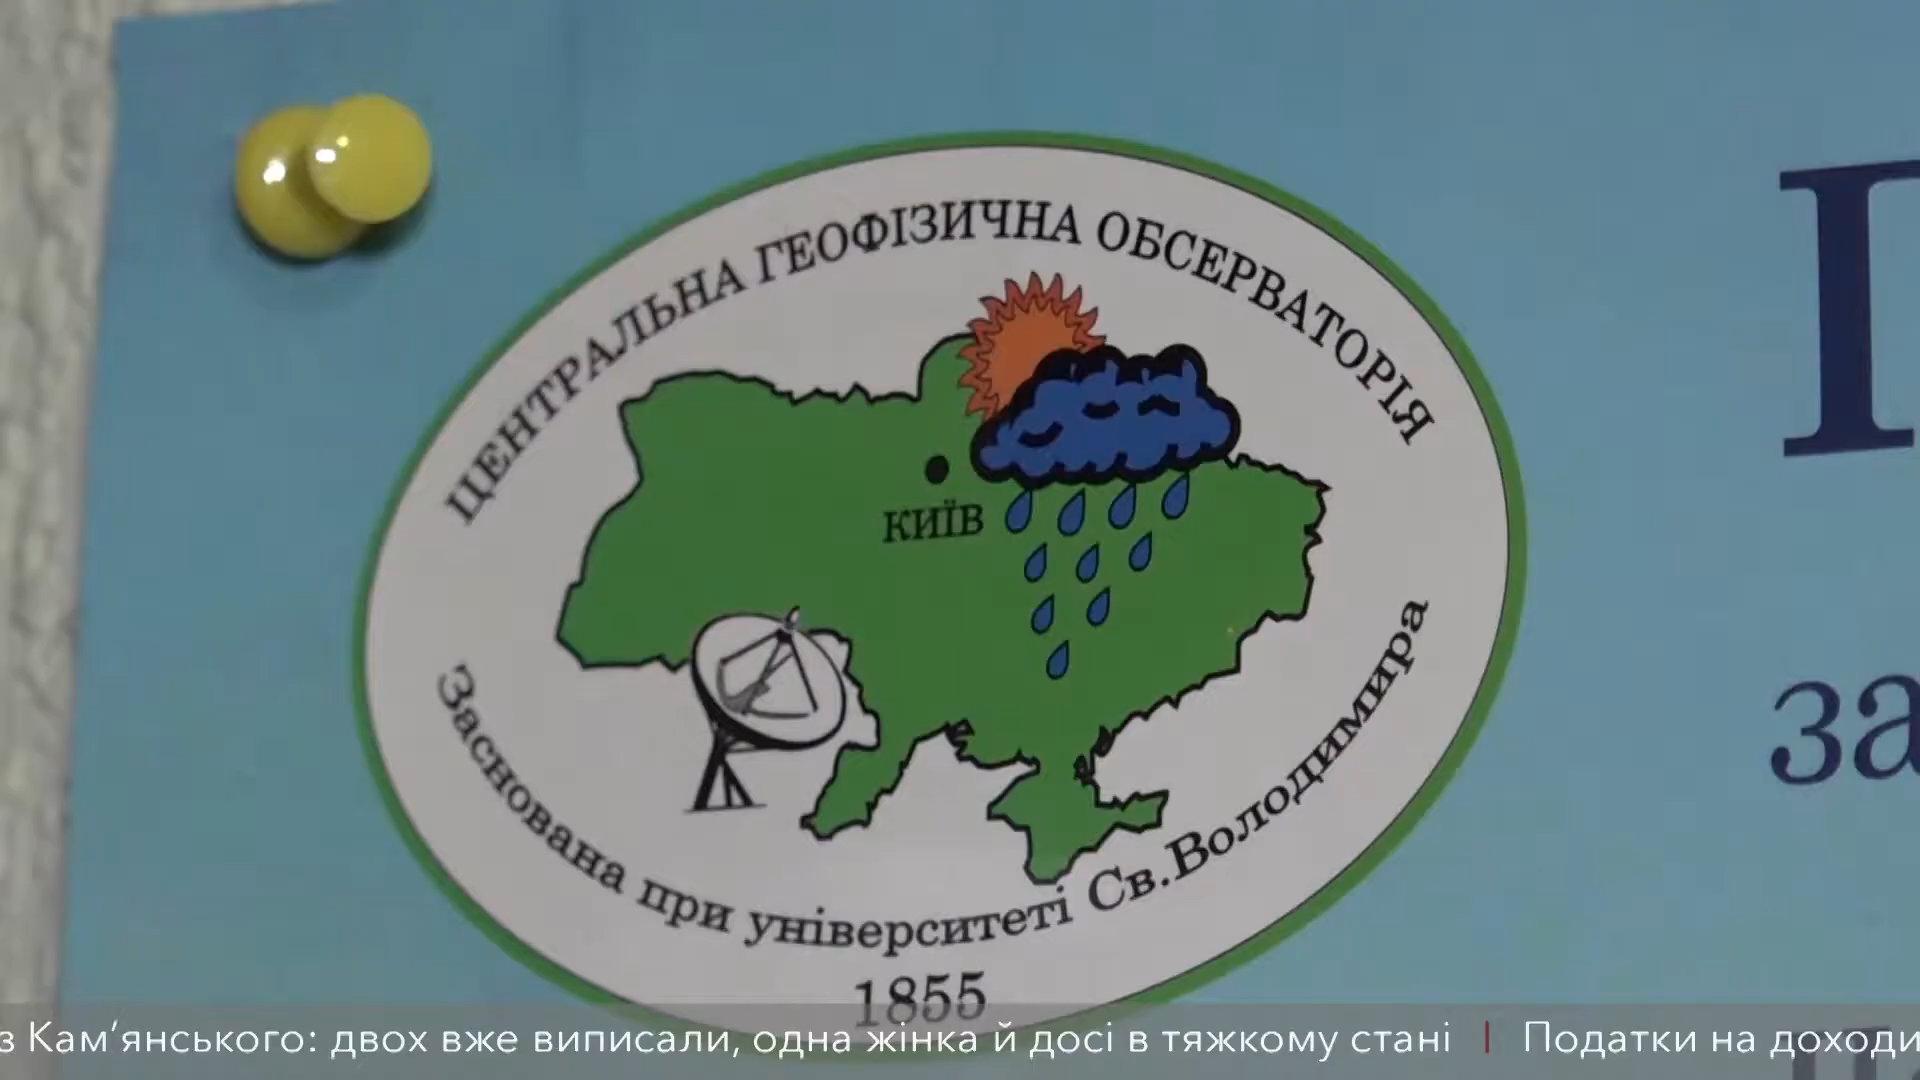 ЦЕНТРАЛЬНА ГЕОФІЗИЧНА ОБСЕРВАТОРІЯ
КИЇВ
Заснована при університеті Св.Володимира
1855
за
з Кам‘янського: двох вже виписали, одна жінка й досі в тяжкому стані | Податки на доходи